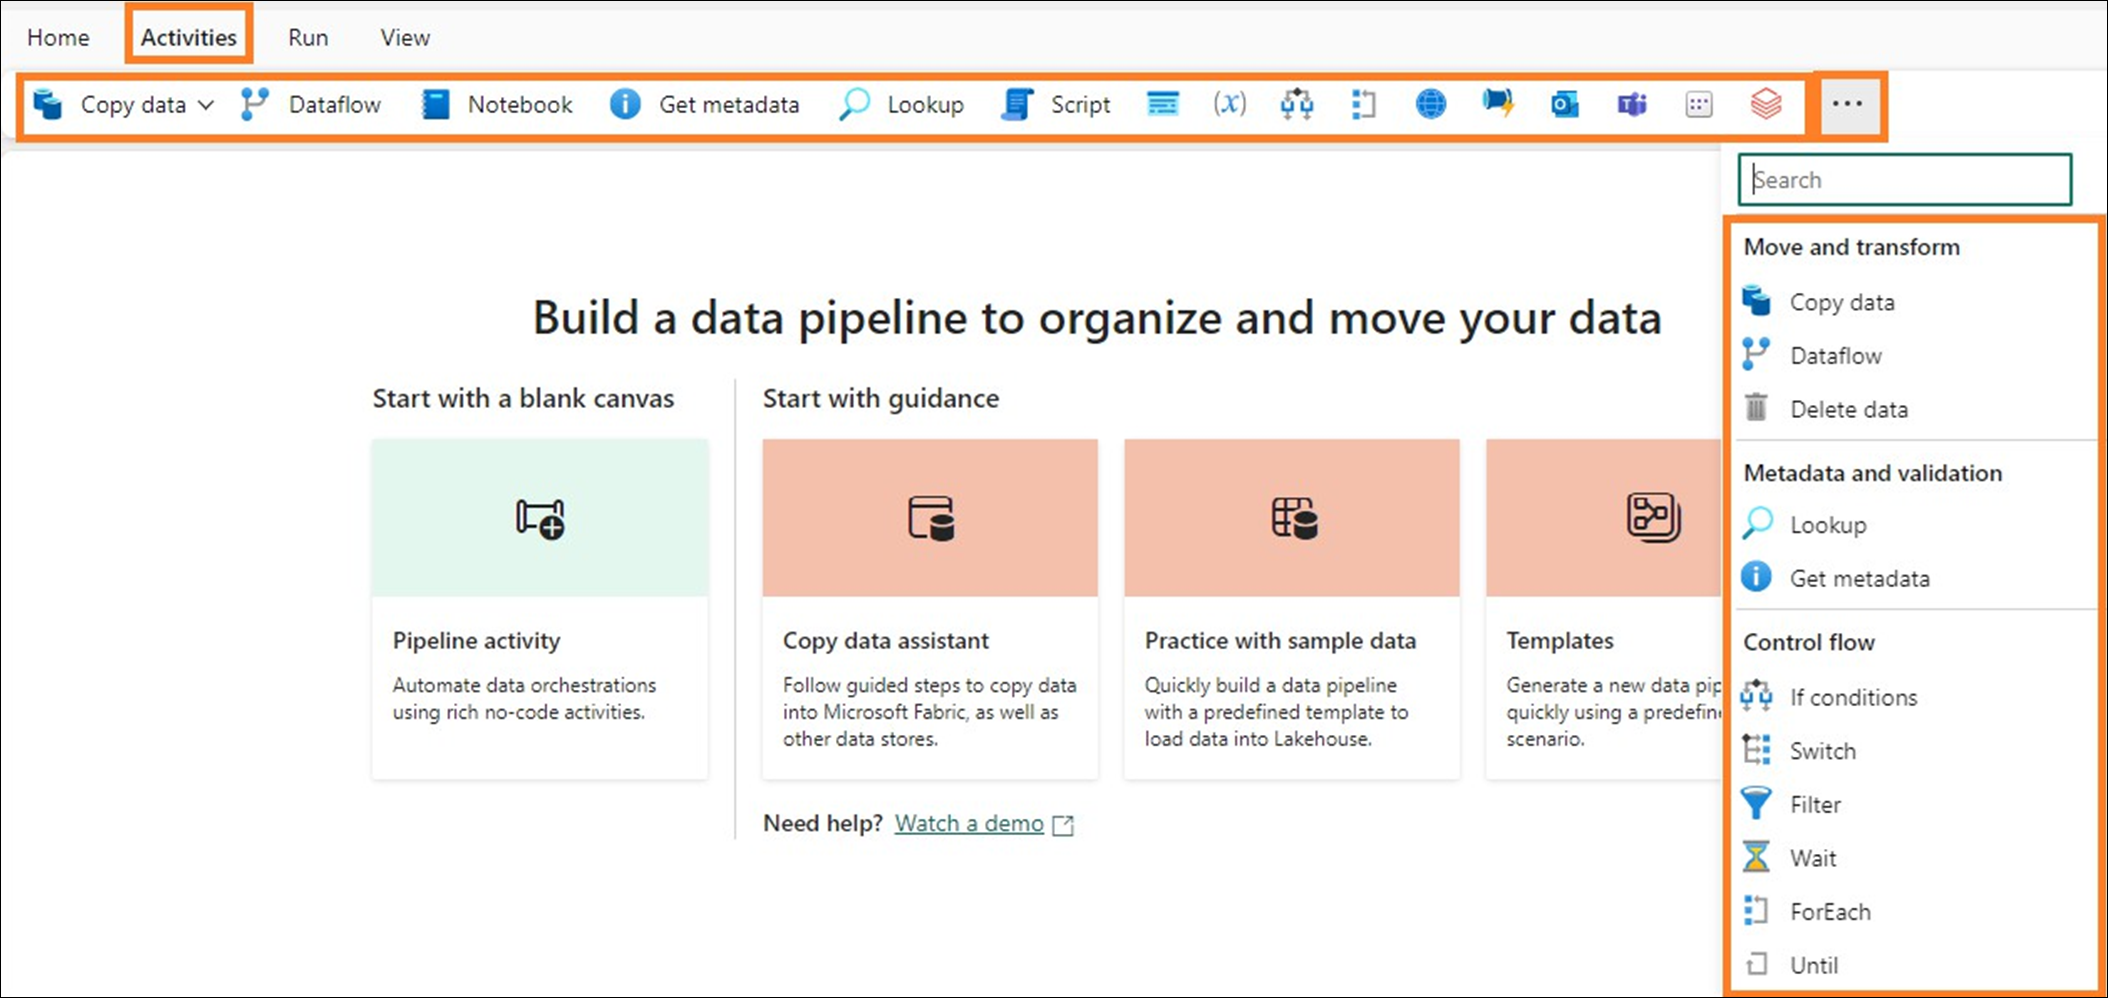 Home Activities Run View
Copy data Dataflow Notebook Get metadata Lookup Script (x) ...
Search
Build a data pipeline to organize and move your data
Start with a blank canvas
Pipeline activity
Automate data orchestrations
using rich no-code activities.
Start with guidance
Copy data assistant
Follow guided steps to copy data
into Microsoft Fabric, as well as
other data stores.
Practice with sample data
Quickly build a data pipeline
with a predefined template to
load data into Lakehouse.
Templates
Generate a new data pip
quickly using a predefin
scenario.
Need help? Watch a demo
Move and transform
Copy data
Dataflow
Delete data
Metadata and validation
Lookup
Get metadata
Control flow
If conditions
Switch
Filter
Wait
ForEach
Until